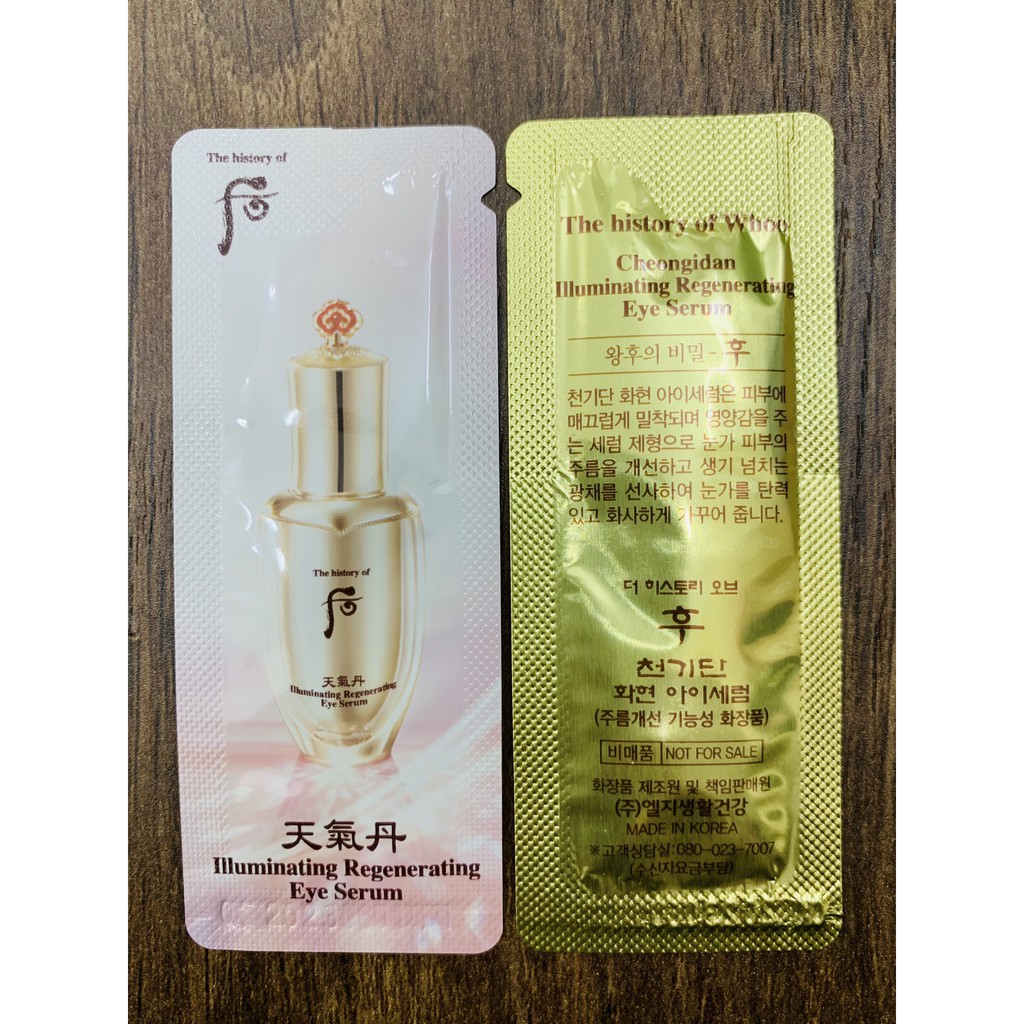 The history of
후
The history of
후
天氣丹
Illuminating Regenerating
Eye Serum
天氣丹
Illuminating Regenerating
Eye Serum
The history of Whoo
Cheongidan
Illuminating Regenerating
Eye Serum
왕후의 비밀-후
천기단 화현 아이세럼은 피부에
매끄럽게 밀착되며 영양감을 주
는 세럼 제형으로 눈가 피부의
주름을 개선하고 생기 넘치는
광채를 선사하여 눈가를 탄력
있고 화사하게 가꾸어 줍니다.
더 히스토리 오브
후
천기단
화현 아이세럼
(주름개선 기능성 화장품)
비매품 NOT FOR SALE
화장품 제조원 및 책임판매원
(주)엘지생활건강
MADE IN KOREA
※고객상담실:080-023-7007
(수신자요금부담)